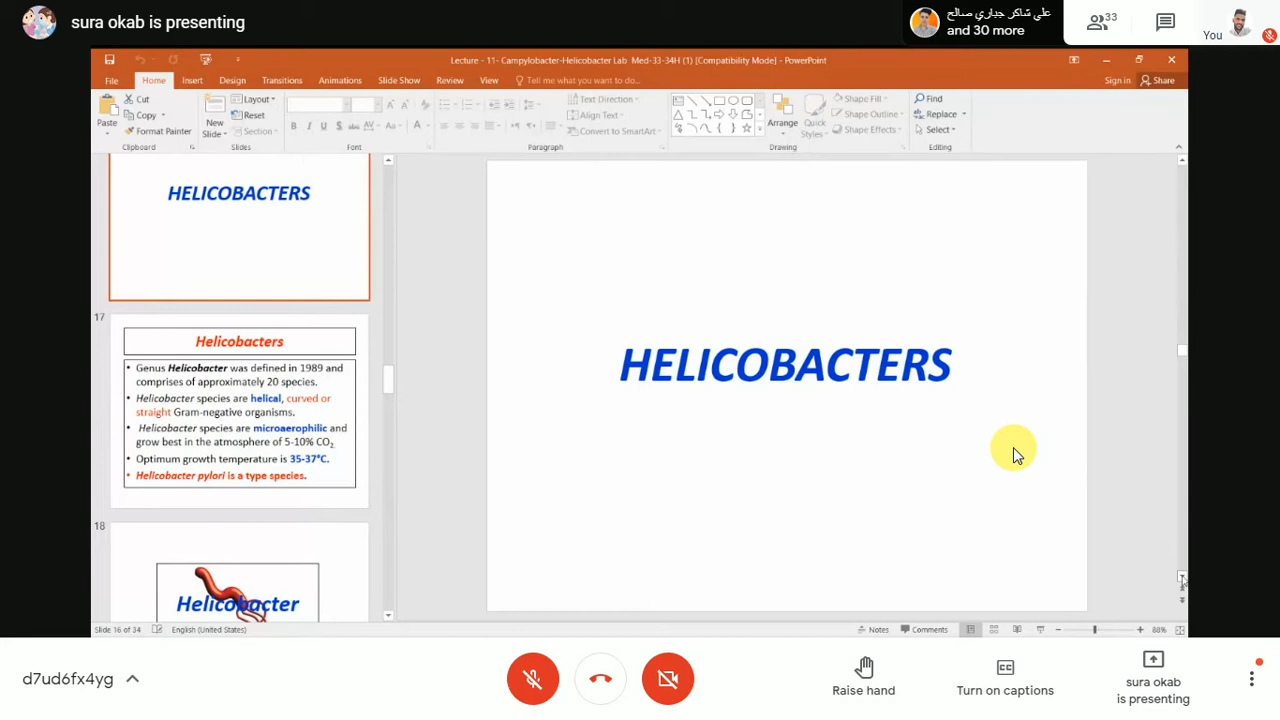 sura okab is presenting
علي شاكر جباري صالح
and 30 more
33
You
Lecture - 11- Campylobacter-Helicobacter Lab Med-33-34H (1) [Compatibility Mode] - PowerPoint
File Home Insert Design Transitions Animations Slide Show Review View Tell me what you want to do...
Sign in Share
Paste
Cut
Copy
Format Painter
Clipboard
New
Slide
Layout
Reset
Section
Slides
Font
Text Direction
Align Text
Convert to SmartArt
Paragraph
Arrange
Quick
Styles
Shape Fill
Shape Outline
Shape Effects
Drawing
Find
Replace
Select
Editing
HELICOBACTERS
17
Helicobacters
• Genus Helicobacter was defined in 1989 and
comprises of approximately 20 species.
• Helicobacter species are helical, curved or
straight Gram-negative organisms.
• Helicobacter species are microaerophilic and
grow best in the atmosphere of 5-10% CO2.
• Optimum growth temperature is 35-37°C.
• Helicobacter pylori is a type species.
18
Helicobacter
HELICOBACTERS
Slide 16 of 34
English (United States)
Notes
Comments
88%
d7ud6fx4yg
Raise hand
Turn on captions
sura okab
is presenting